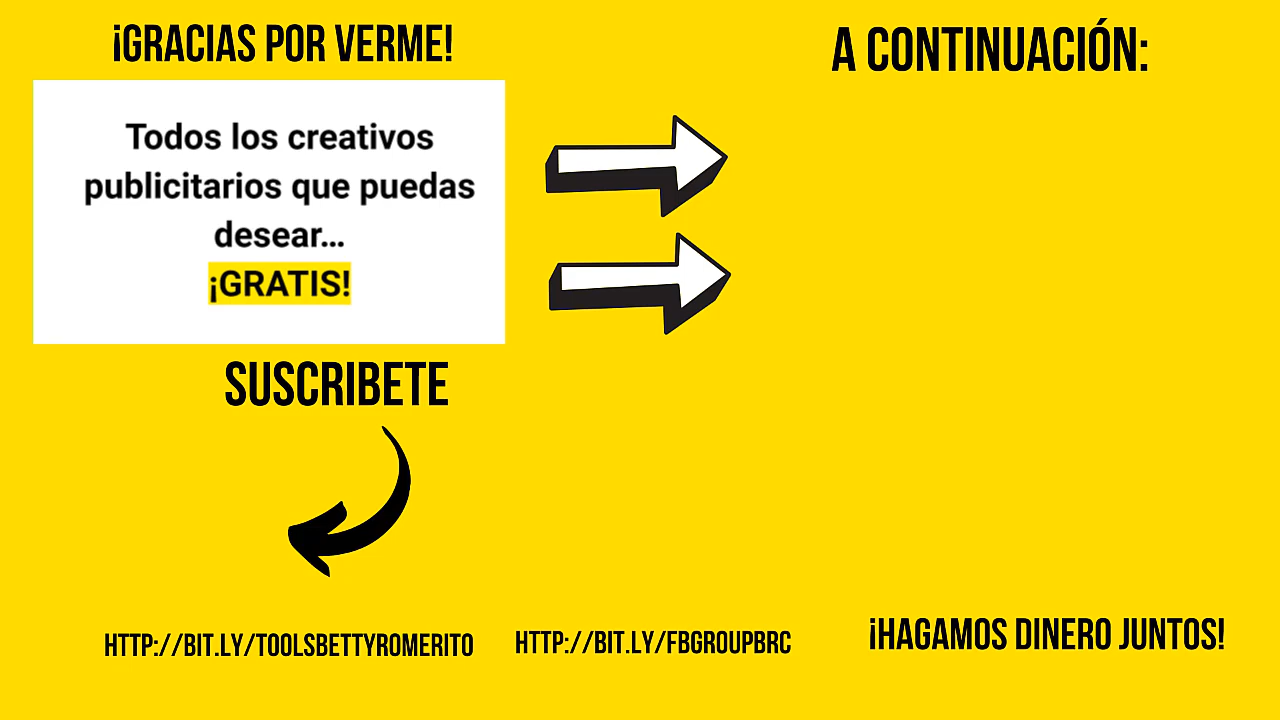 ¡GRACIAS POR VERME!
Todos los creativos
publicitarios que puedas
desear...
¡GRATIS!
SUSCRIBETE
A CONTINUACIÓN:
HTTP://BIT.LY/TOOLSBETTYROMERITO
HTTP://BIT.LY/FBGROUPBRC
¡HAGAMOS DINERO JUNTOS!